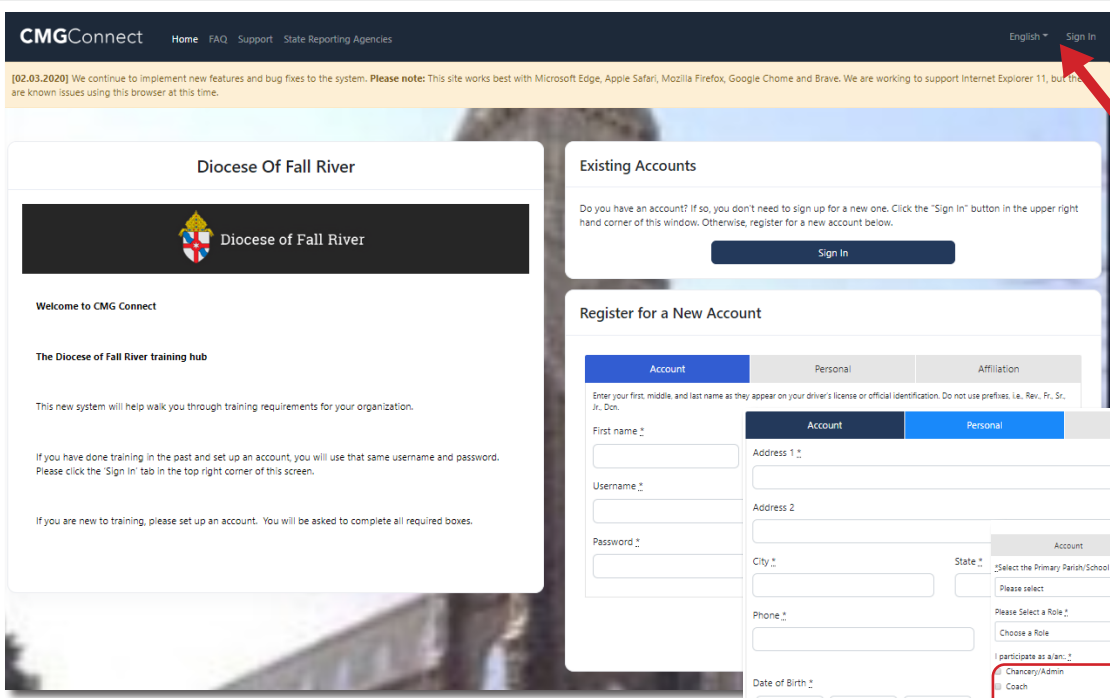 CMGConnect Home FAQ Support State Reporting Agencies English Sign In
[02.03.2020] We continue to implement new features and bug fixes to the system. Please note: This site works best with Microsoft Edge, Apple Safari, Mozilla Firefox, Google Chome and Brave. We are working to support Internet Explorer 11, but the
are known issues using this browser at this time.
Diocese Of Fall River
Diocese of Fall River
Welcome to CMG Connect
The Diocese of Fall River training hub
This new system will help walk you through training requirements for your organization.
If you have done training in the past and set up an account, you will use that same username and password.
Please click the 'Sign In' tab in the top right corner of this screen.
If you are new to training, please set up an account. You will be asked to complete all required boxes.
Existing Accounts
Do you have an account? If so, you don't need to sign up for a new one. Click the "Sign In" button in the upper right
hand corner of this window. Otherwise, register for a new account below.
Sign In
Register for a New Account
Account Personal Affiliation
Enter your first, middle, and last name as they appear on your driver's license or official identification. Do not use prefixes, i.e., Rev., Fr., Sr.,
Jr., Dcn.
First name *
Username *
Password *
Account Personal
Address 1 *
Address 2
City * State *
Phone *
Date of Birth *
Account
*Select the Primary Parish/School
Please select
Please Select a Role *
Choose a Role
I participate as a/an: *
Chancery/Admin
Coach